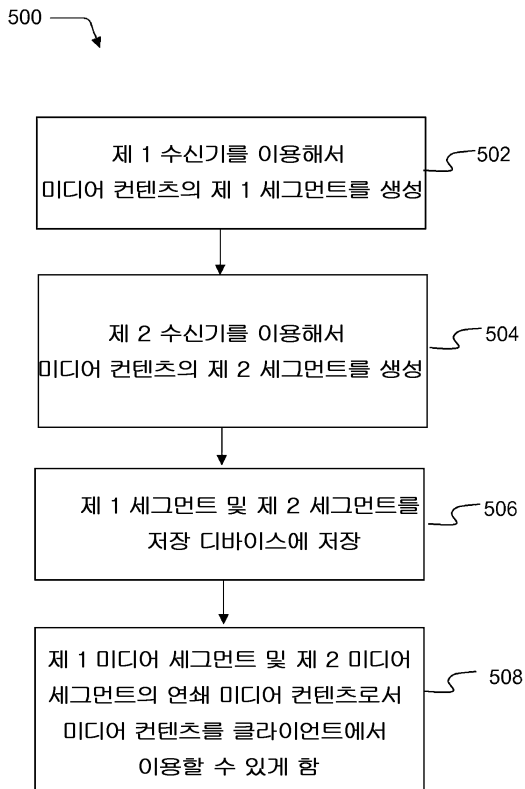 500
제 1 수신기를 이용해서
미디어 컨텐츠의 제 1 세그먼트를 생성
502
제 2 수신기를 이용해서
미디어 컨텐츠의 제 2 세그먼트를 생성
504
제 1 세그먼트 및 제 2 세그먼트를
저장 디바이스에 저장
506
제 1 미디어 세그먼트 및 제 2 미디어
세그먼트의 연쇄 미디어 컨텐츠로서
미디어 컨텐츠를 클라이언트에서
이용할 수 있게 함
508